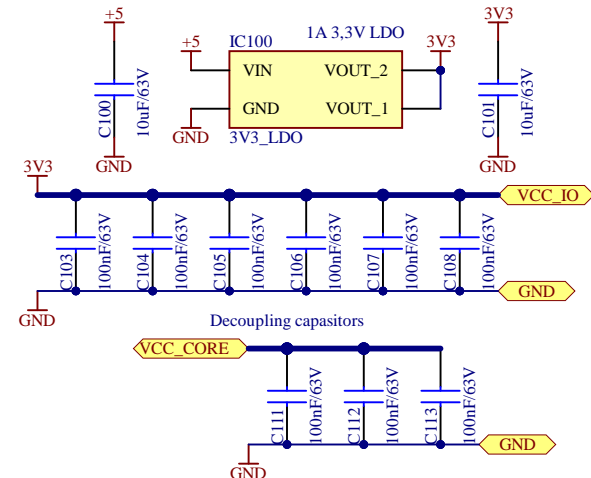 +5
C100
10uF/63V
GND
+5
IC100
1A 3,3V LDO
3V3
VIN
VOUT_2
GND
VOUT_1
GND
3V3_LDO
3V3
C101
10uF/63V
GND
3V3
VCC_IO
C103
100nF/63V
C104
100nF/63V
C105
100nF/63V
C106
100nF/63V
C107
100nF/63V
C108
100nF/63V
GND
GND
Decoupling capasitors
VCC_CORE
C111
100nF/63V
C112
100nF/63V
C113
100nF/63V
GND
GND